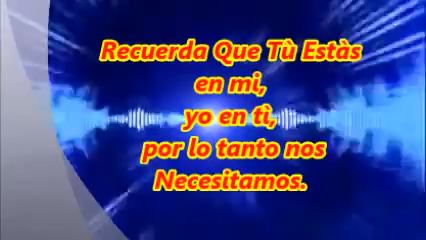 Recuerda Que Tù Estàs
en mi,
yo en tì,
por lo tanto nos
Necesitamos.